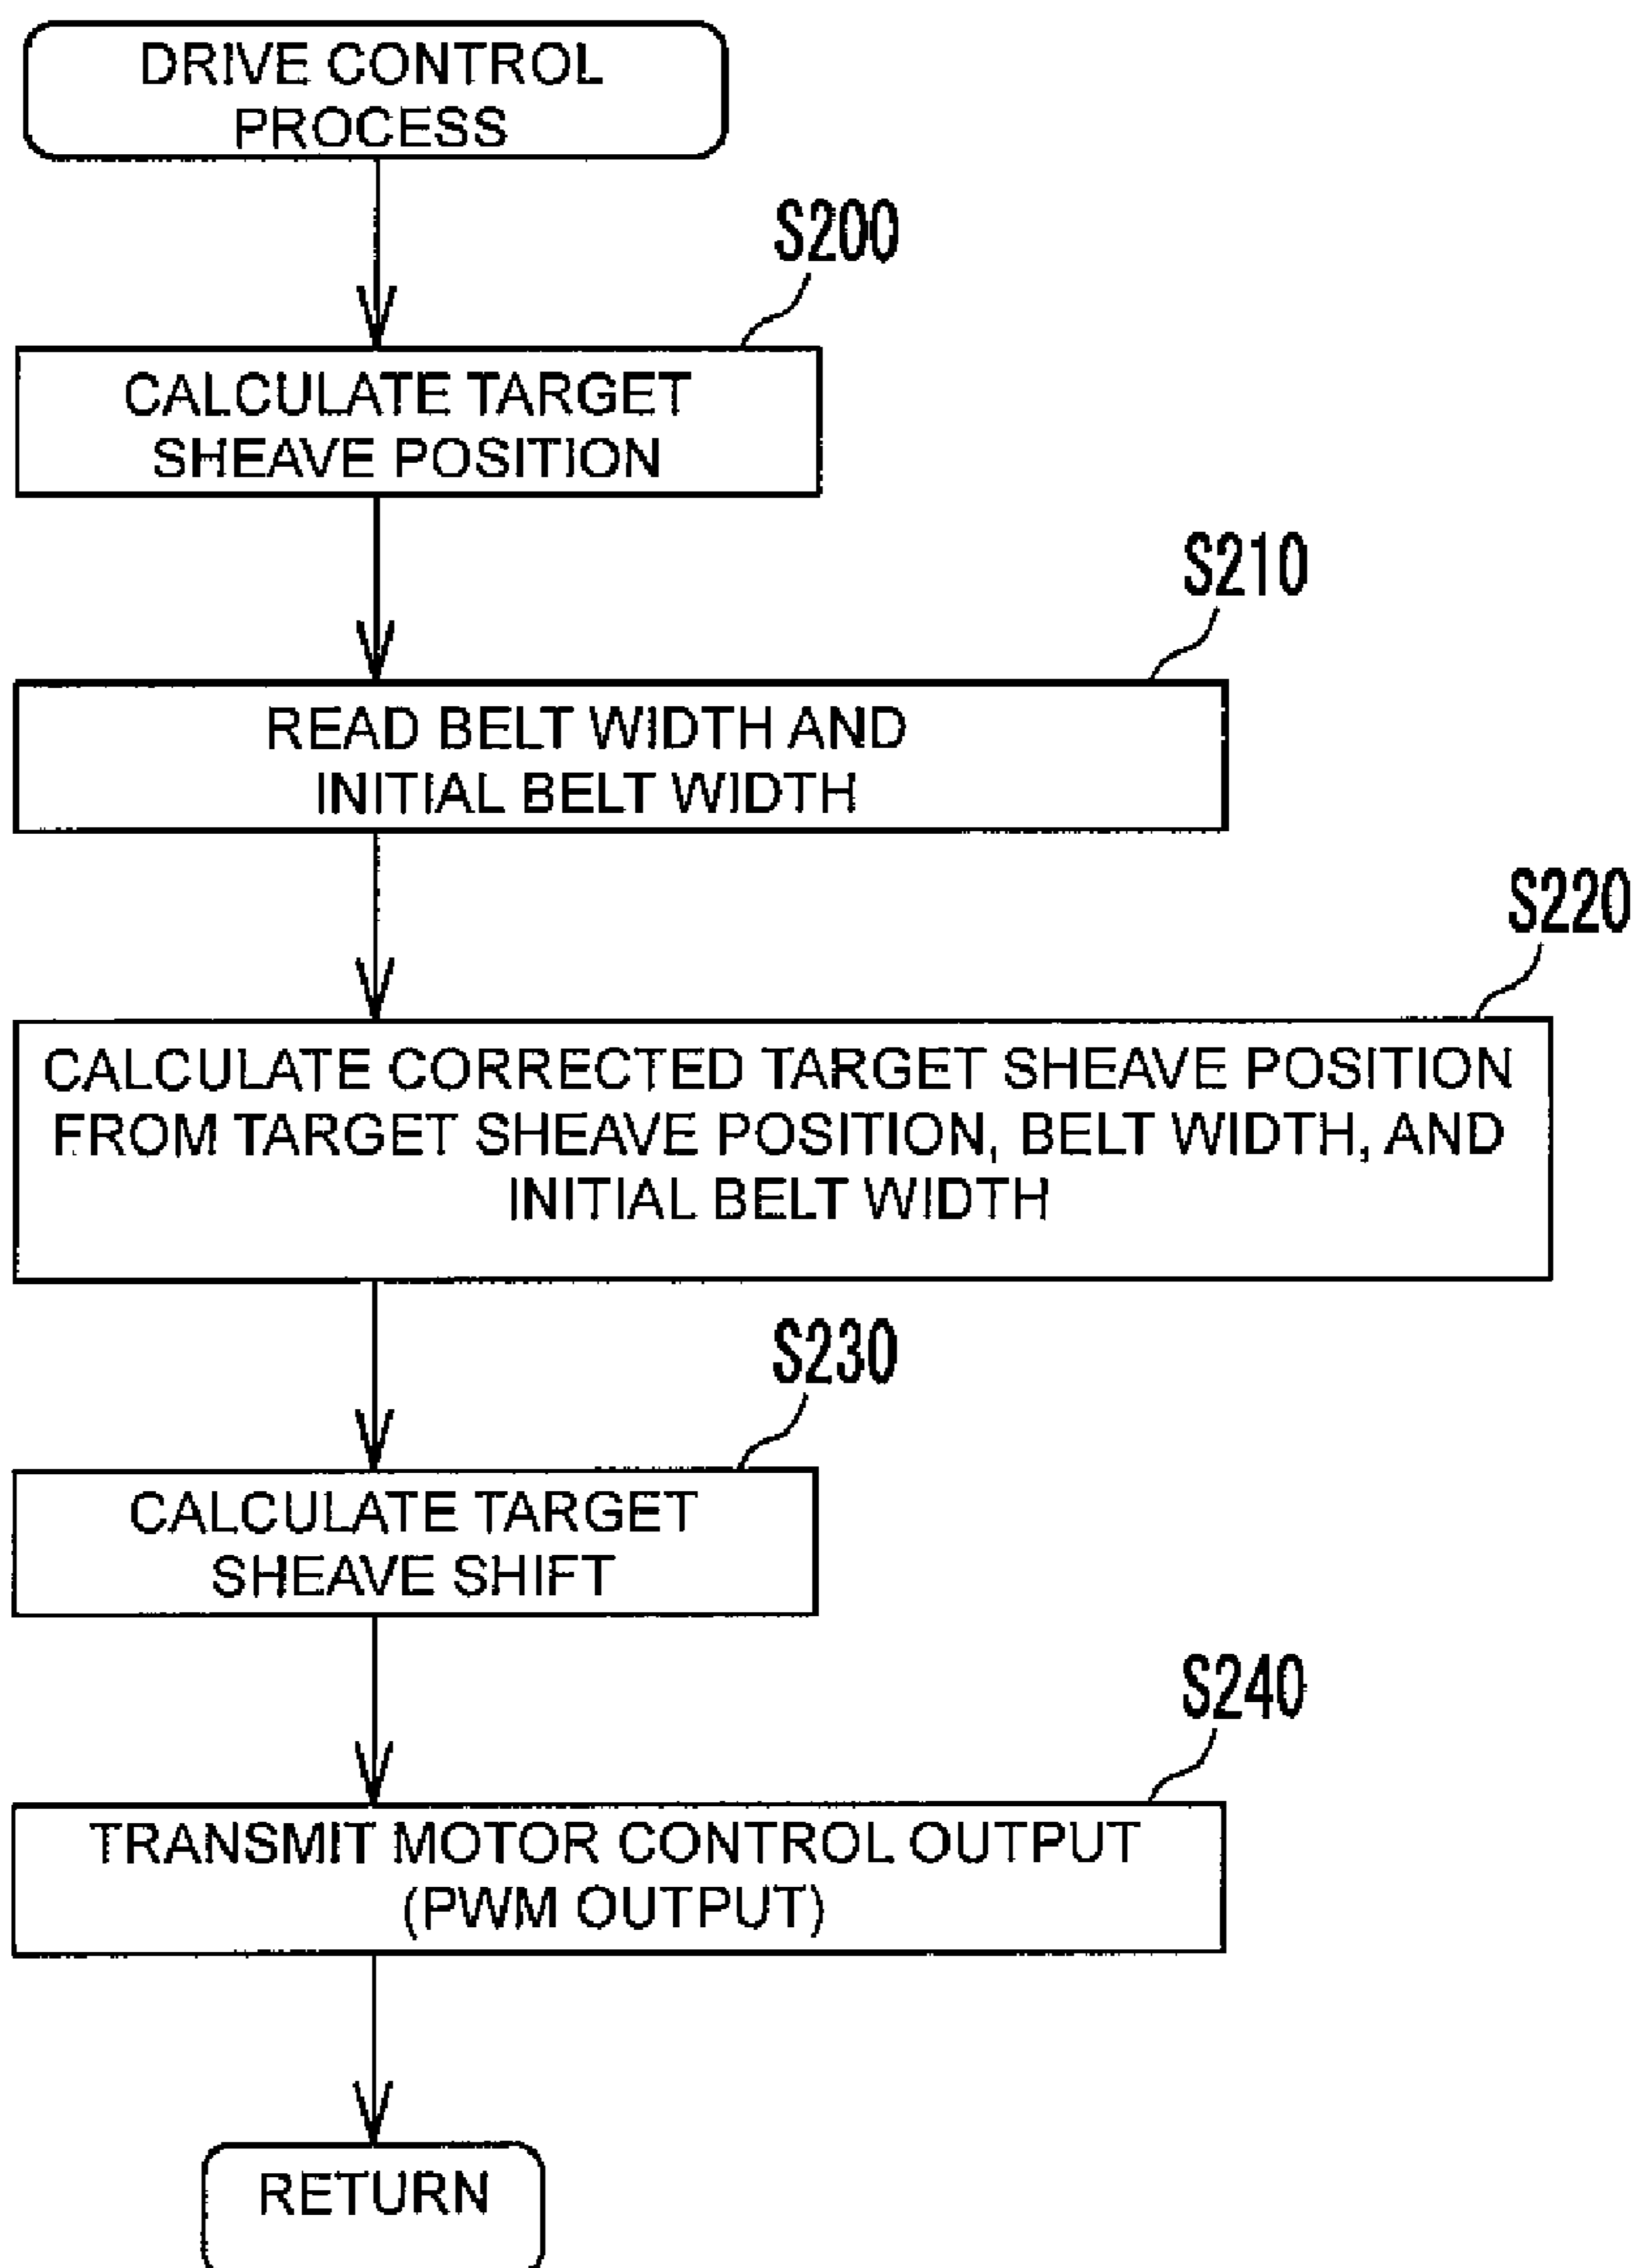 DRIVE CONTROL
PROCESS
S200
CALCULATE TARGET
SHEAVE POSITION
S210
READ BELT WIDTH AND
INITIAL BELT WIDTH
S220
CALCULATE CORRECTED TARGET SHEAVE POSITION
FROM TARGET SHEAVE POSITION, BELT WIDTH, AND
INITIAL BELT WIDTH
S230
CALCULATE TARGET
SHEAVE SHIFT
S240
TRANSMIT MOTOR CONTROL OUTPUT
(PWM OUTPUT)
RETURN